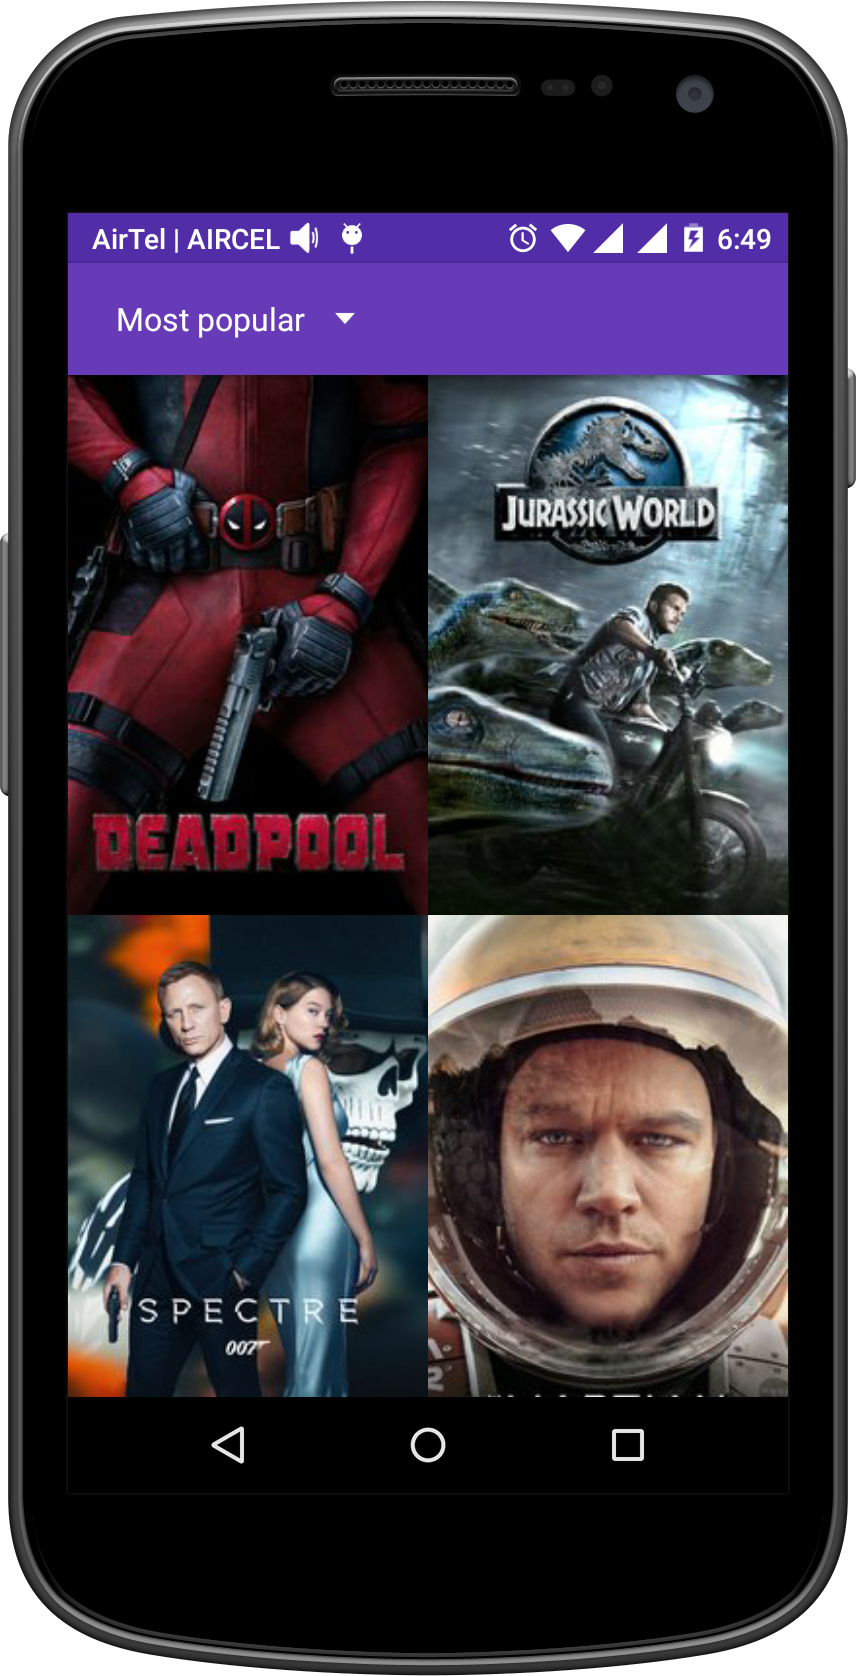 AirTel | AIRCEL 6:49
Most popular
JURASSIC WORLD
DEADPOOL
SPECTRE
007